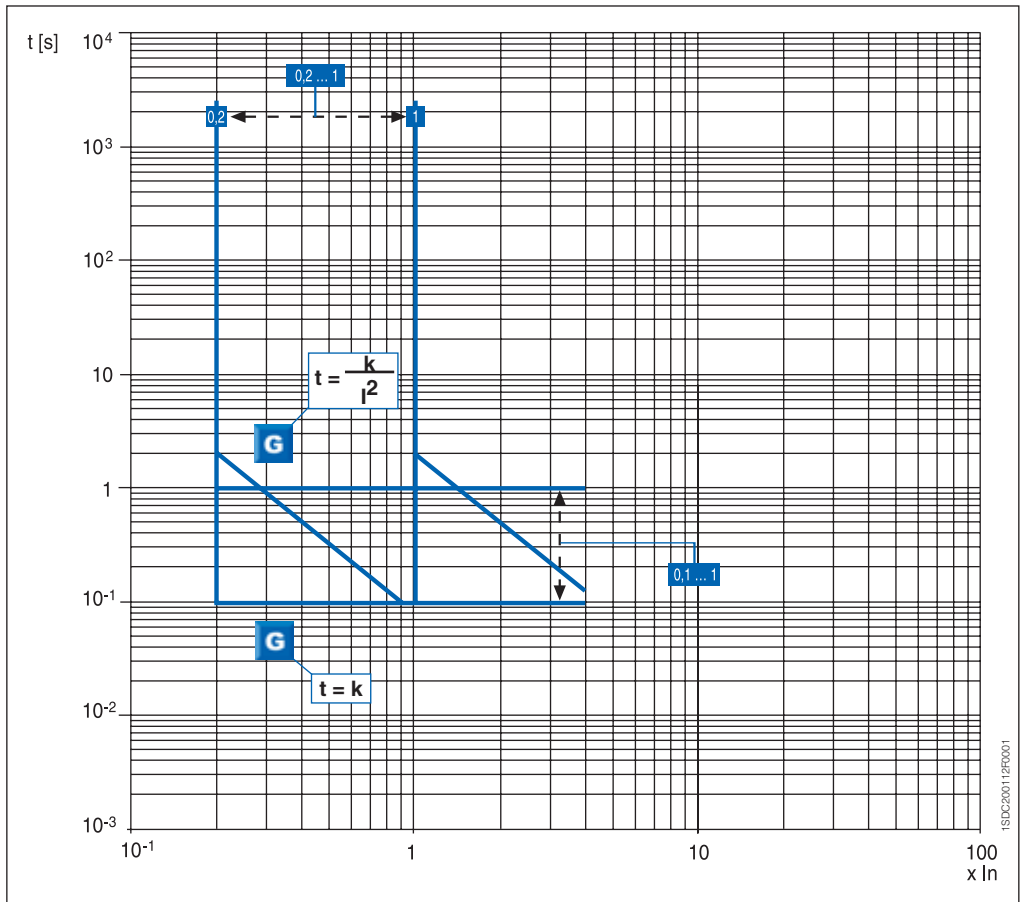 t [s]
10⁴
0,2 ... 1
0,2
1
10³
10²
10
t = k / I²
G
1
0,1 ... 1
10⁻¹
G
t = k
10⁻²
10⁻³
10⁻¹
1
10
100
x In
1SDC200112F0001